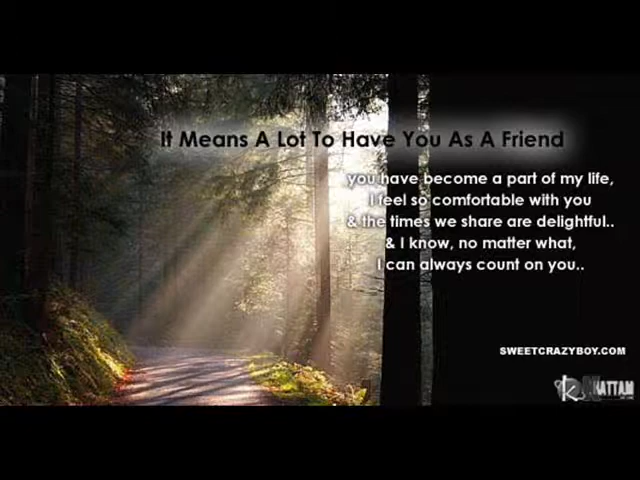 It Means A Lot To Have You As A Friend
you have become a part of my life,
I feel so comfortable with you
& the times we share are delightful..
& I know, no matter what,
I can always count on you..
SWEETCRAZYBOY.COM